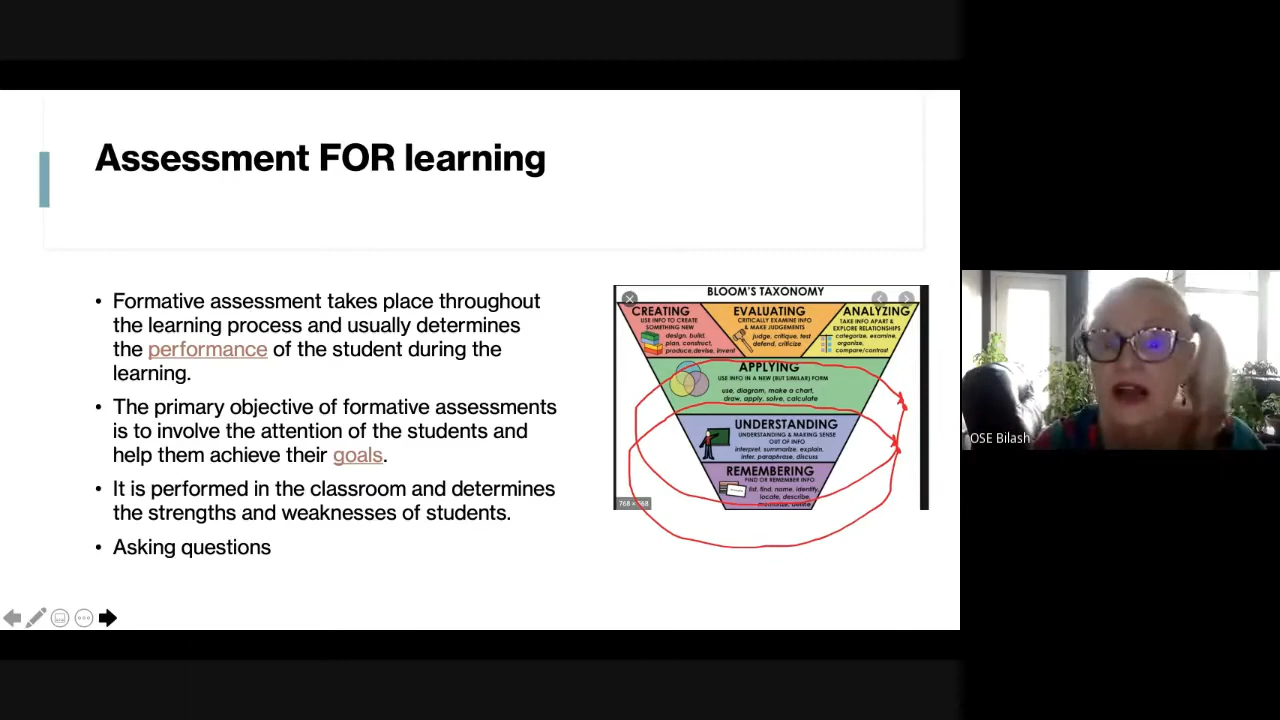 Assessment FOR learning
• Formative assessment takes place throughout
the learning process and usually determines
the performance of the student during the
learning.
• The primary objective of formative assessments
is to involve the attention of the students and
help them achieve their goals.
• It is performed in the classroom and determines
the strengths and weaknesses of students.
• Asking questions
BLOOM'S TAXONOMY
CREATING
USE INFO TO CREATE
SOMETHING NEW
design, build,
plan, construct,
produce, devise, invent
EVALUATING
CRITICALLY EXAMINE INFO
& MAKE JUDGEMENTS
judge, critique, test
defend, criticize
ANALYZING
TAKE INFO APART &
EXPLORE RELATIONSHIPS
categorize, examine,
organize,
compare/contrast
APPLYING
USE INFO IN A NEW (BUT SIMILAR) FORM
use, diagram, make a chart,
draw, apply, solve, calculate
UNDERSTANDING
UNDERSTANDING & MAKING SENSE
OUT OF INFO
interpret, summarize, explain,
infer, paraphrase, discuss
REMEMBERING
FIND OR REMEMBER INFO
list, find, name, identify,
locate, describe,
memorize, define
OSE Bilash